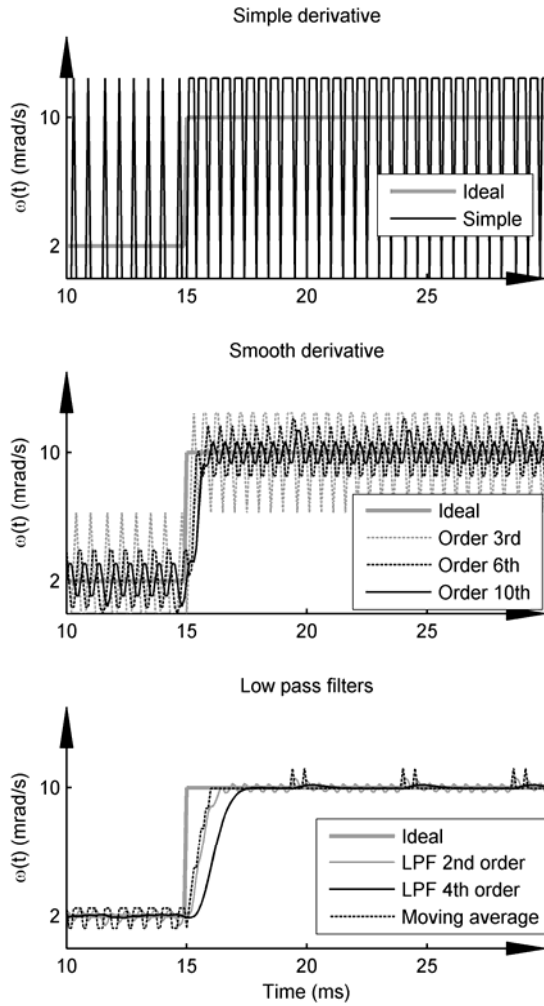 Simple derivative
ω(t) (mrad/s)
10
2
Ideal
Simple
10 15 20 25
Smooth derivative
ω(t) (mrad/s)
10
2
Ideal
Order 3rd
Order 6th
Order 10th
10 15 20 25
Low pass filters
ω(t) (mrad/s)
10
2
Ideal
LPF 2nd order
LPF 4th order
Moving average
10 15 20 25
Time (ms)